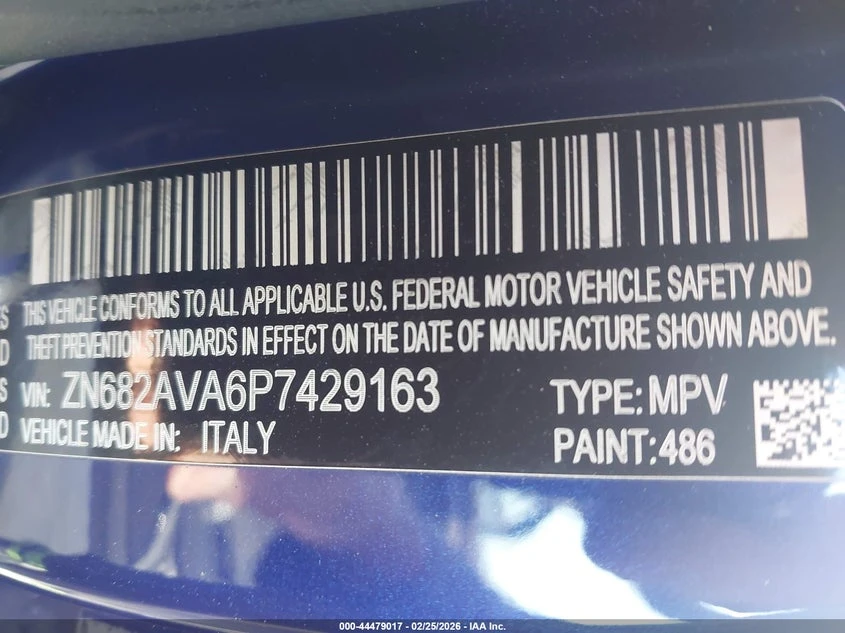 THIS VEHICLE CONFORMS TO ALL APPLICABLE U.S. FEDERAL MOTOR VEHICLE SAFETY AND
THEFT PREVENTION STANDARDS IN EFFECT ON THE DATE OF MANUFACTURE SHOWN ABOVE.
VIN: ZN682AVA6P7429163
TYPE: MPV
VEHICLE MADE IN: ITALY
PAINT: 486
000-44479017 - 02/25/2026 - IAA Inc.